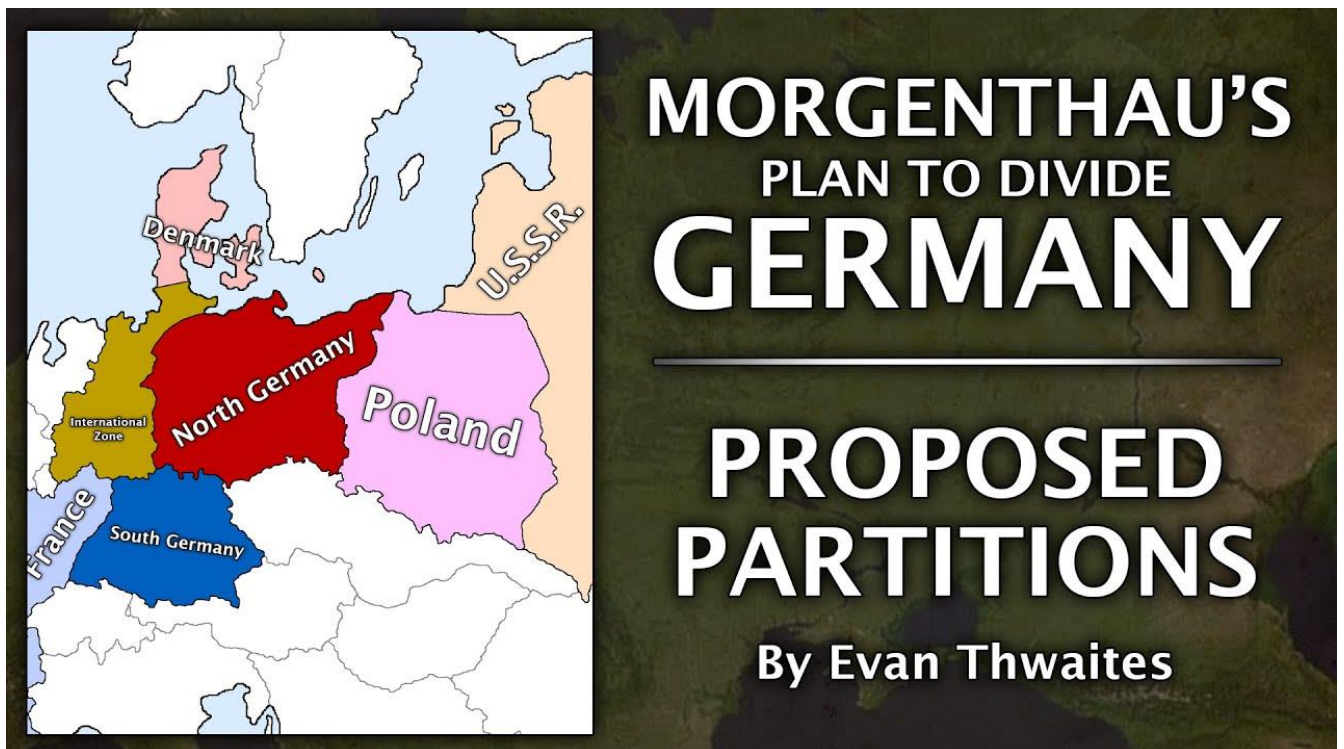 Denmark
U.S.S.R.
North Germany
Poland
International
Zone
France
South Germany
MORGENTHAU'S
PLAN TO DIVIDE
GERMANY
PROPOSED
PARTITIONS
By Evan Thwaites